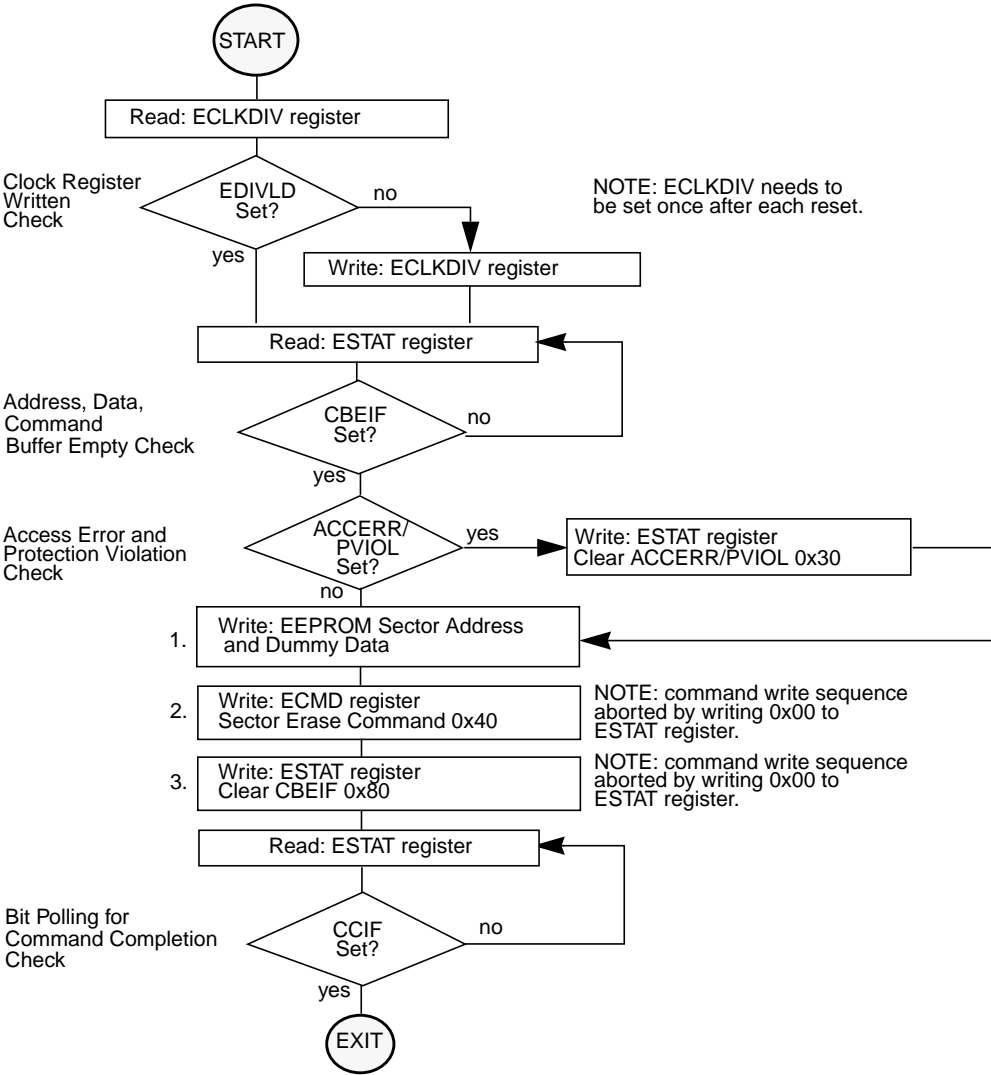 START
Read: ECLKDIV register
Clock Register
Written
Check
EDIVLD
Set?
no
yes
NOTE: ECLKDIV needs to
be set once after each reset.
Write: ECLKDIV register
Read: ESTAT register
Address, Data,
Command
Buffer Empty Check
CBEIF
Set?
no
yes
Access Error and
Protection Violation
Check
ACCERR/
PVIOL
Set?
yes
no
Write: ESTAT register
Clear ACCERR/PVIOL 0x30
1.
Write: EEPROM Sector Address
and Dummy Data
2.
Write: ECMD register
Sector Erase Command 0x40
NOTE: command write sequence
aborted by writing 0x00 to
ESTAT register.
3.
Write: ESTAT register
Clear CBEIF 0x80
NOTE: command write sequence
aborted by writing 0x00 to
ESTAT register.
Read: ESTAT register
Bit Polling for
Command Completion
Check
CCIF
Set?
no
yes
EXIT